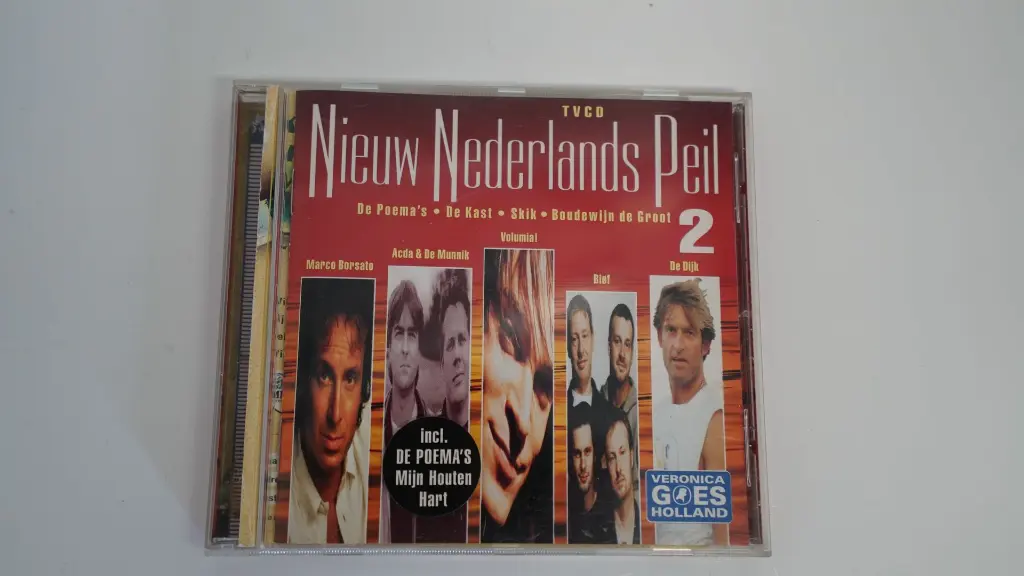 TVCD
Nieuw Nederlands Peil
De Poema's • De Kast • Skik • Boudewijn de Groot
2
Volumia!
Acda & De Munnik
Marco Borsato
De Dijk
Bløf
incl.
DE POEMA'S
Mijn Houten
Hart
VERONICA
GOES
HOLLAND